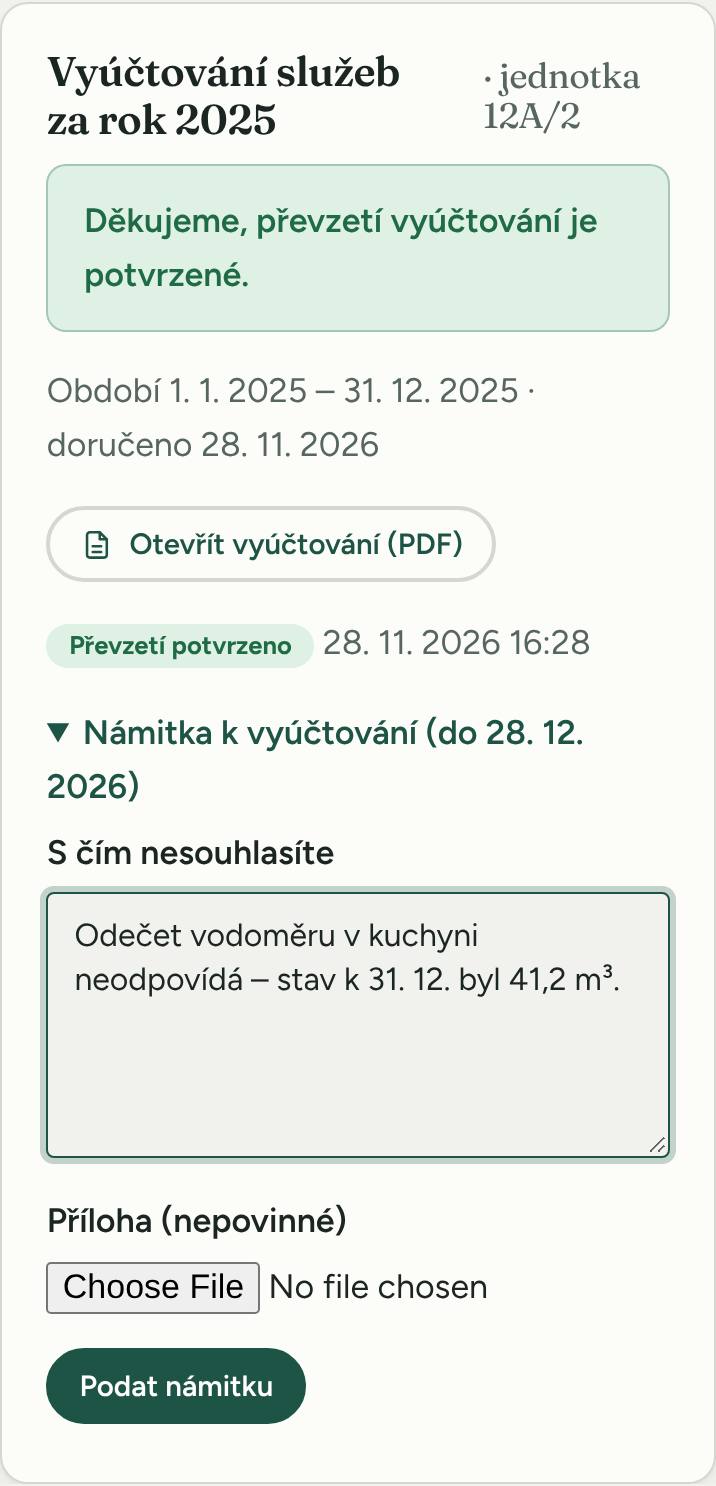 Vyúčtování služeb
za rok 2025
· jednotka
12A/2
Děkujeme, převzetí vyúčtování je
potvrzené.
Období 1. 1. 2025 – 31. 12. 2025 ·
doručeno 28. 11. 2026
Otevřít vyúčtování (PDF)
Převzetí potvrzeno 28. 11. 2026 16:28
▼ Námitka k vyúčtování (do 28. 12.
2026)
S čím nesouhlasíte
Odečet vodoměru v kuchyni
neodpovídá – stav k 31. 12. byl 41,2 m³.
Příloha (nepovinné)
Choose File No file chosen
Podat námitku